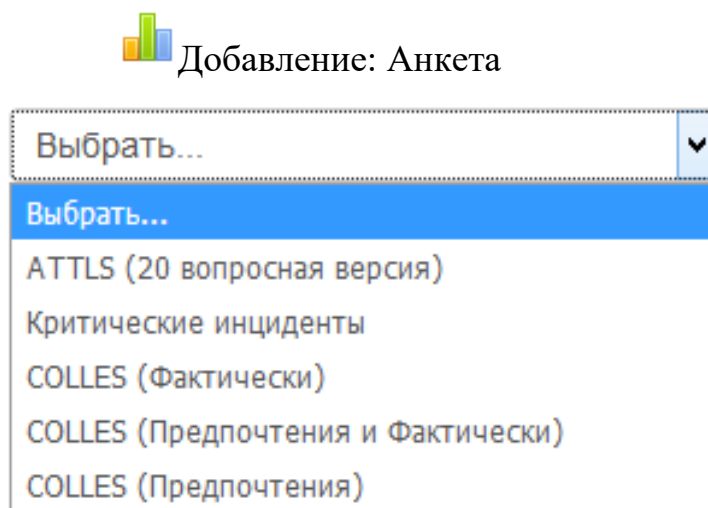 Добавление: Анкета
Выбрать...
Выбрать...
ATTLS (20 вопросная версия)
Критические инциденты
COLLES (Фактически)
COLLES (Предпочтения и Фактически)
COLLES (Предпочтения)